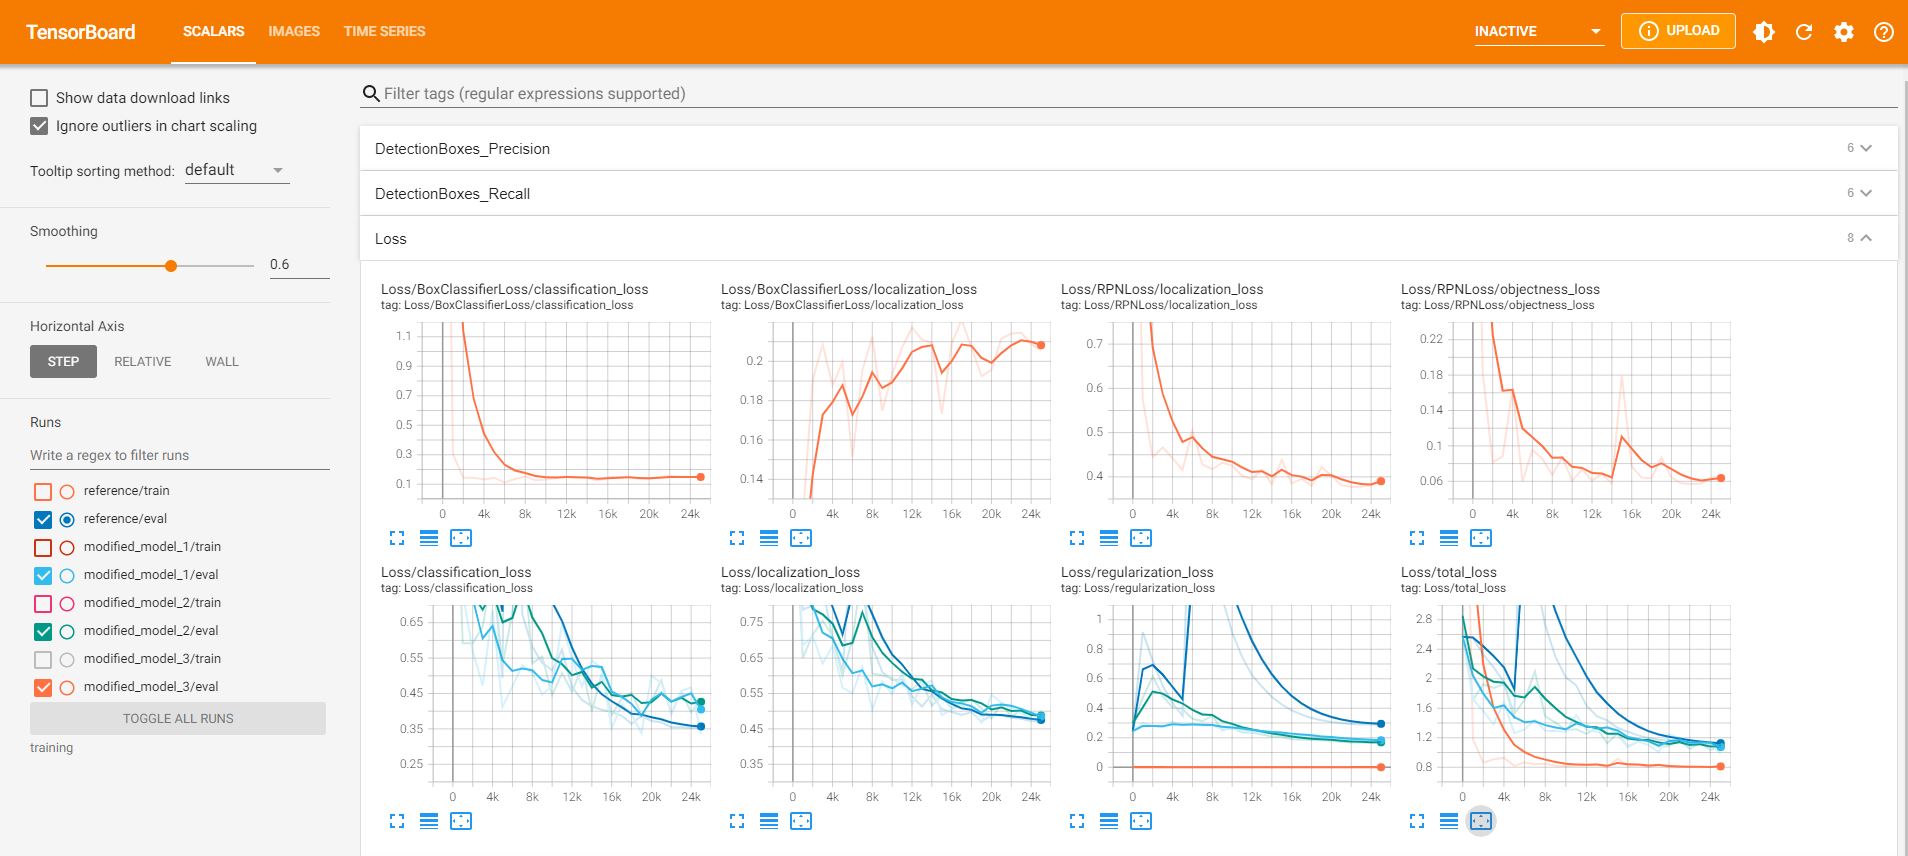 TensorBoard
SCALARS IMAGES TIME SERIES
INACTIVE
UPLOAD
Show data download links
Ignore outliers in chart scaling
Tooltip sorting method: default
Smoothing
0.6
Horizontal Axis
STEP RELATIVE WALL
Runs
Write a regex to filter runs
reference/train
reference/eval
modified_model_1/train
modified_model_1/eval
modified_model_2/train
modified_model_2/eval
modified_model_3/train
modified_model_3/eval
TOGGLE ALL RUNS
training
Filter tags (regular expressions supported)
DetectionBoxes_Precision 6
DetectionBoxes_Recall 6
Loss 8
Loss/BoxClassifierLoss/classification_loss
tag: Loss/BoxClassifierLoss/classification_loss
1.1
0.9
0.7
0.5
0.3
0.1
0 4k 8k 12k 16k 20k 24k
Loss/BoxClassifierLoss/localization_loss
tag: Loss/BoxClassifierLoss/localization_loss
0.2
0.18
0.16
0.14
0 4k 8k 12k 16k 20k 24k
Loss/RPNLoss/localization_loss
tag: Loss/RPNLoss/localization_loss
0.7
0.6
0.5
0.4
0 4k 8k 12k 16k 20k 24k
Loss/RPNLoss/objectness_loss
tag: Loss/RPNLoss/objectness_loss
0.22
0.18
0.14
0.1
0.06
0 4k 8k 12k 16k 20k 24k
Loss/classification_loss
tag: Loss/classification_loss
0.65
0.55
0.45
0.35
0.25
0 4k 8k 12k 16k 20k 24k
Loss/localization_loss
tag: Loss/localization_loss
0.75
0.65
0.55
0.45
0.35
0 4k 8k 12k 16k 20k 24k
Loss/regularization_loss
tag: Loss/regularization_loss
1
0.8
0.6
0.4
0.2
0
0 4k 8k 12k 16k 20k 24k
Loss/total_loss
tag: Loss/total_loss
2.8
2.4
2
1.6
1.2
0.8
0 4k 8k 12k 16k 20k 24k